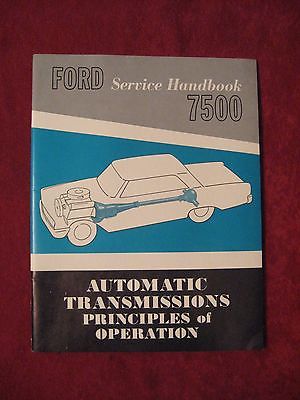 FORD Service Handbook
7500
AUTOMATIC
TRANSMISSIONS
PRINCIPLES of
OPERATION